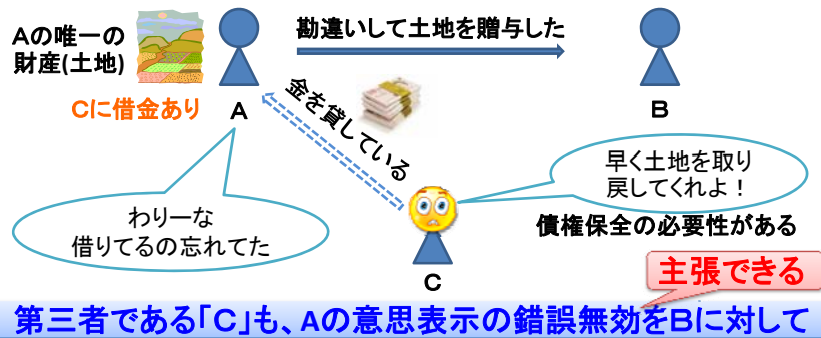 Aの唯一の
財産(土地)
勘違いして土地を贈与した
Cに借金あり
A
B
金を貸している
早く土地を取り
戻してくれよ！
わりーな
借りてるの忘れてた
債権保全の必要性がある
C
主張できる
第三者である「C」も、Aの意思表示の錯誤無効をBに対して